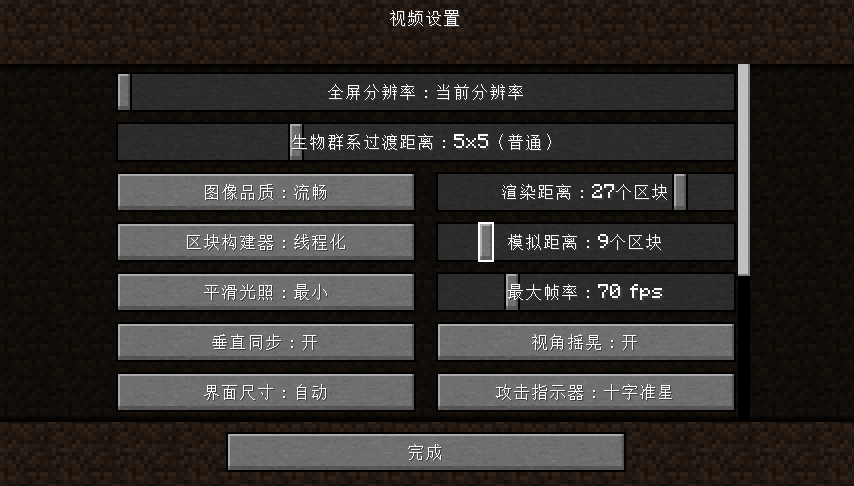 视频设置
全屏分辨率：当前分辨率
生物群系过渡距离：5x5（普通）
图像品质：流畅
渲染距离：27个区块
区块构建器：线程化
模拟距离：9个区块
平滑光照：最小
最大帧率：70 fps
垂直同步：开
视角摇晃：开
界面尺寸：自动
攻击指示器：十字准星
完成